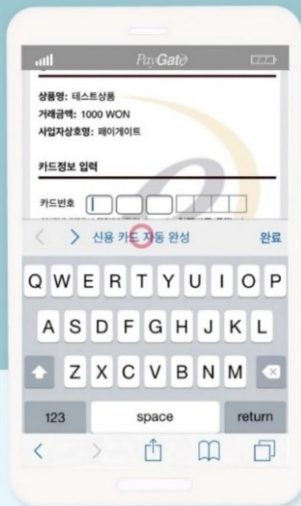 PayGate
상품명: 테스트상품
거래금액: 1000 WON
사업자상호명: 페이게이트
카드정보 입력
카드번호
신용 카드 자동 완성 완료
Q W E R T Y U I O P
A S D F G H J K L
Z X C V B N M
123 space return